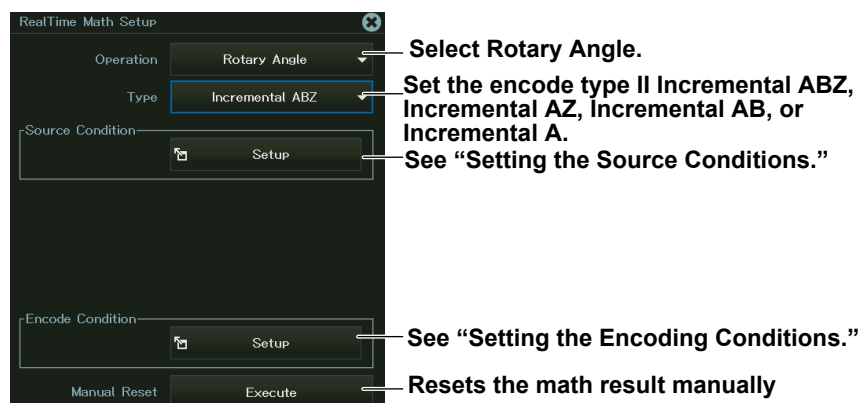 RealTime Math Setup
Operation
Rotary Angle
Select Rotary Angle.
Type
Incremental ABZ
Set the encode type II Incremental ABZ,
Incremental AZ, Incremental AB, or
Incremental A.
Source Condition
Setup
See “Setting the Source Conditions.”
Encode Condition
Setup
See “Setting the Encoding Conditions.”
Manual Reset
Execute
Resets the math result manually